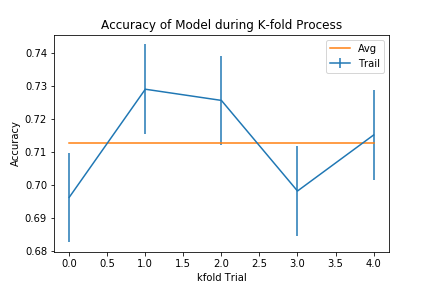 Accuracy of Model during K-fold Process
Avg
Trail
Accuracy
0.74
0.73
0.72
0.71
0.70
0.69
0.68
0.0 0.5 1.0 1.5 2.0 2.5 3.0 3.5 4.0
kfold Trial